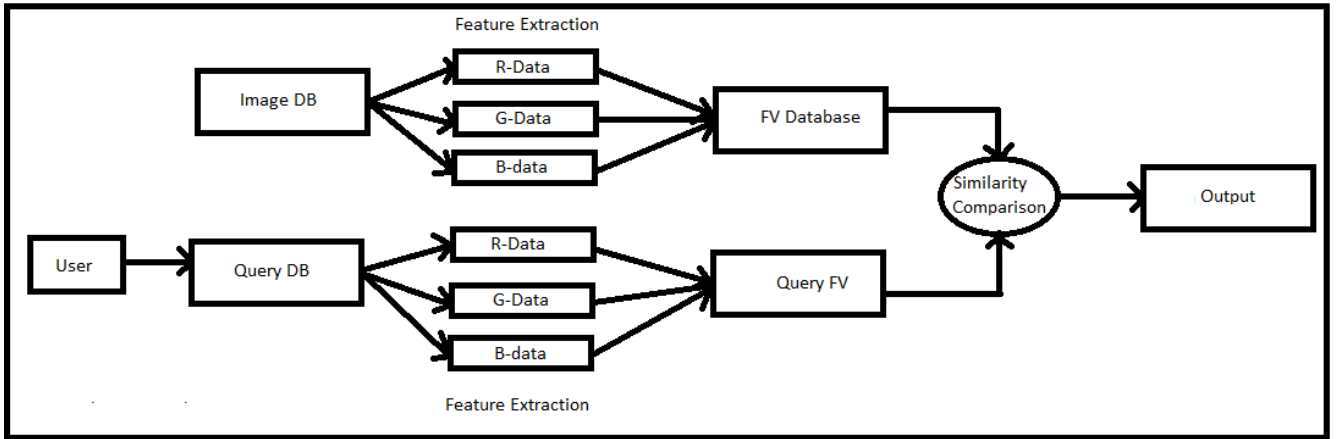 Feature Extraction
R-Data
Image DB
G-Data
FV Database
B-data
Similarity
Comparison
Output
R-Data
User
Query DB
Query FV
G-Data
B-data
Feature Extraction